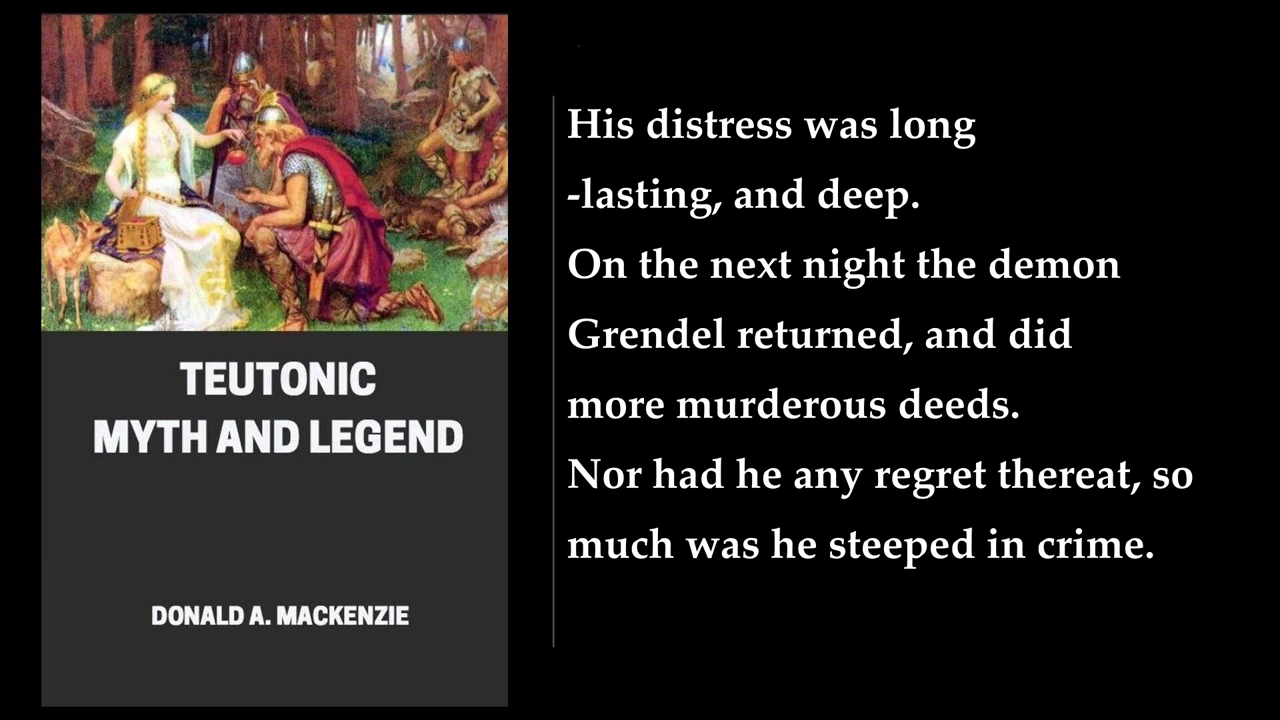 TEUTONIC
MYTH AND LEGEND
DONALD A. MACKENZIE
His distress was long
-lasting, and deep.
On the next night the demon
Grendel returned, and did
more murderous deeds.
Nor had he any regret thereat, so
much was he steeped in crime.